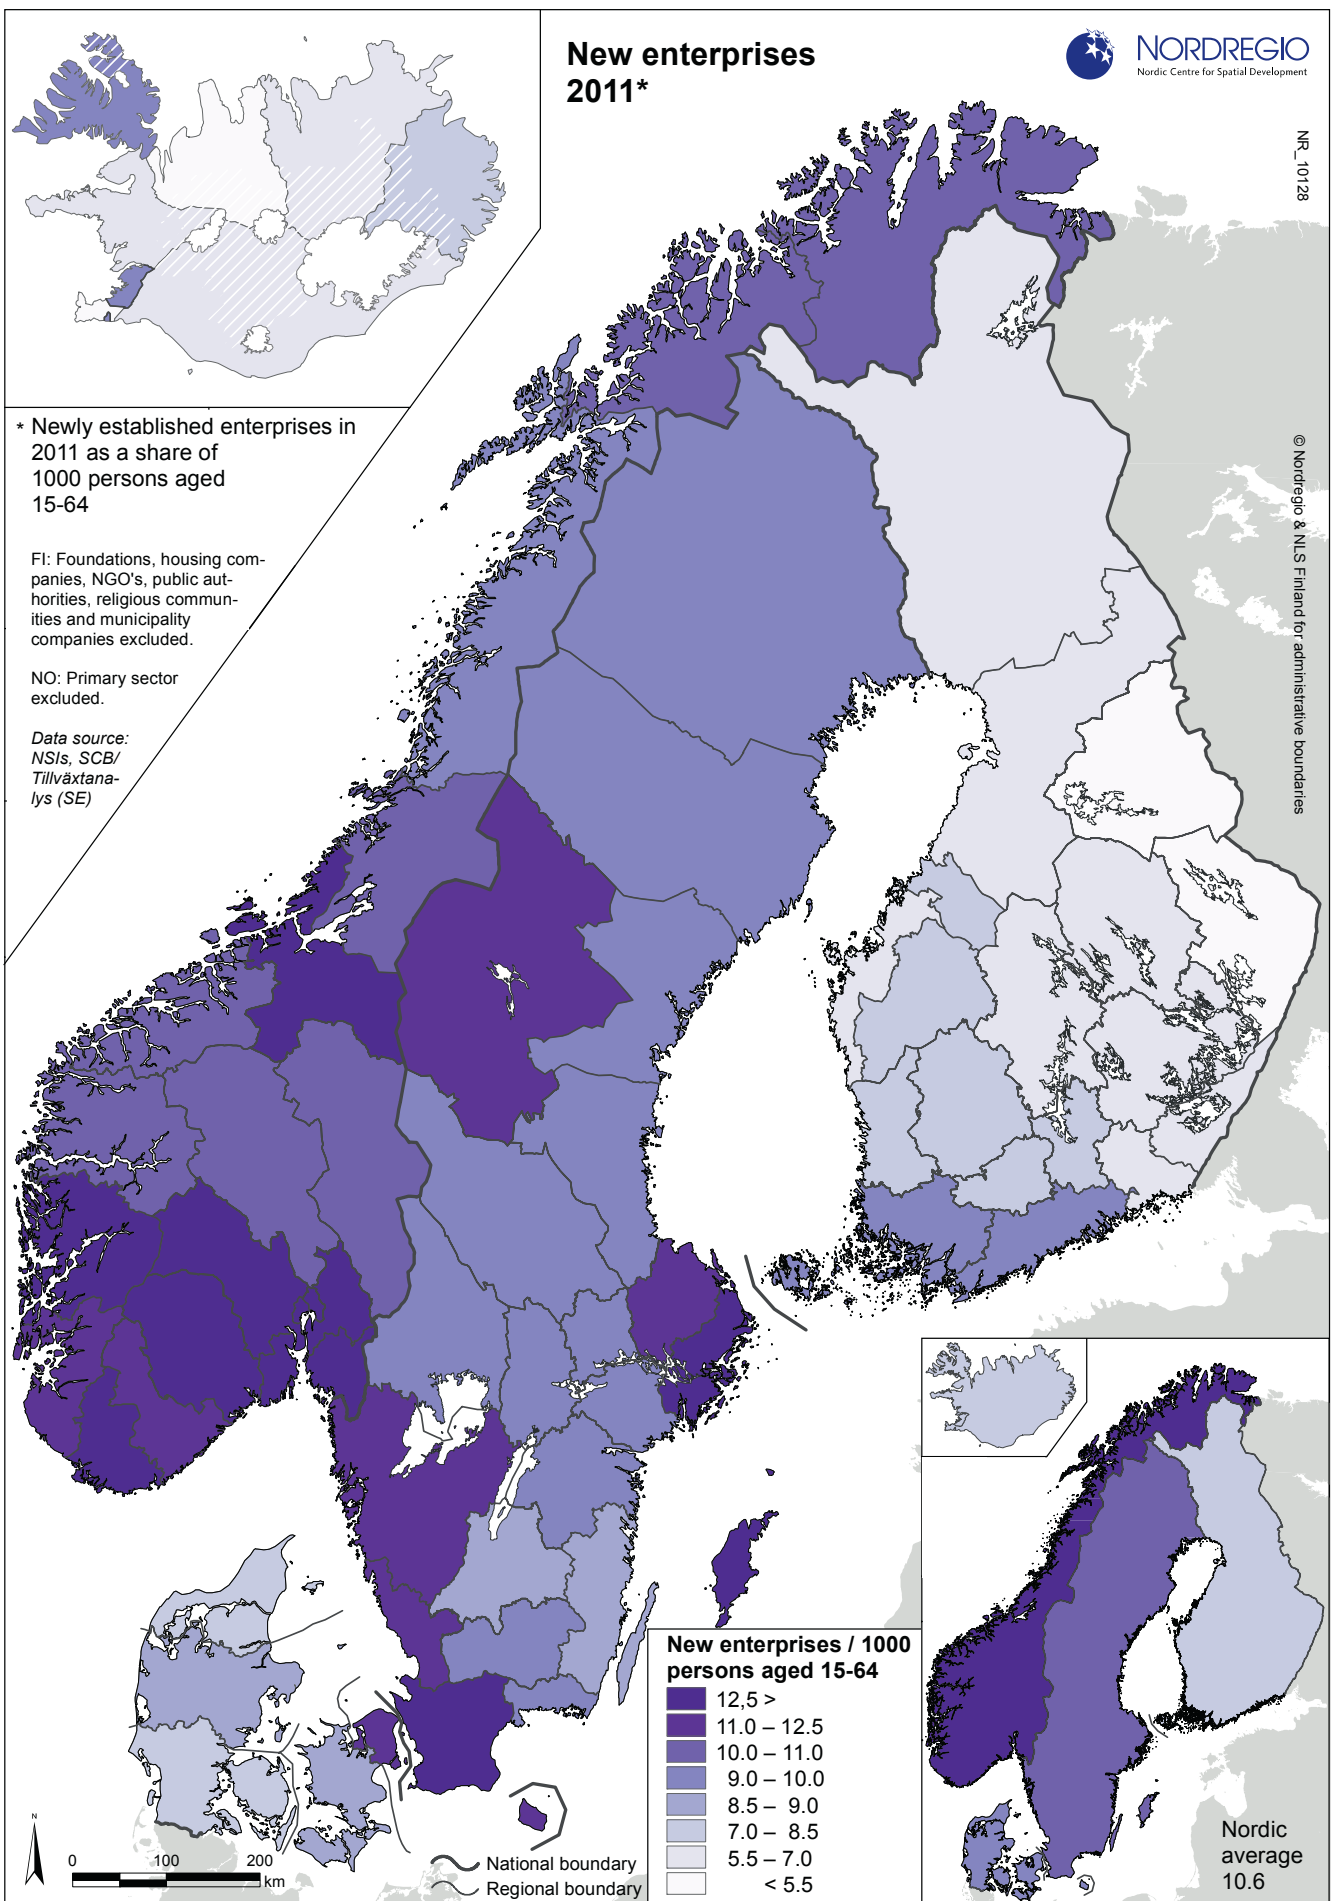 New enterprises
2011*
NORDREGIO
Nordic Centre for Spatial Development
NR_10128
* Newly established enterprises in
2011 as a share of
1000 persons aged
15-64
FI: Foundations, housing com-
panies, NGO's, public aut-
horities, religious commun-
ities and municipality
companies excluded.
NO: Primary sector
excluded.
Data source:
NSIs, SCB/
Tillväxtana-
lys (SE)
© Nordregio & NLS Finland for administrative boundaries
New enterprises / 1000
persons aged 15-64
12,5 >
11.0 – 12.5
10.0 – 11.0
9.0 – 10.0
8.5 – 9.0
7.0 – 8.5
5.5 – 7.0
< 5.5
National boundary
Regional boundary
N
0 100 200
km
Nordic
average
10.6